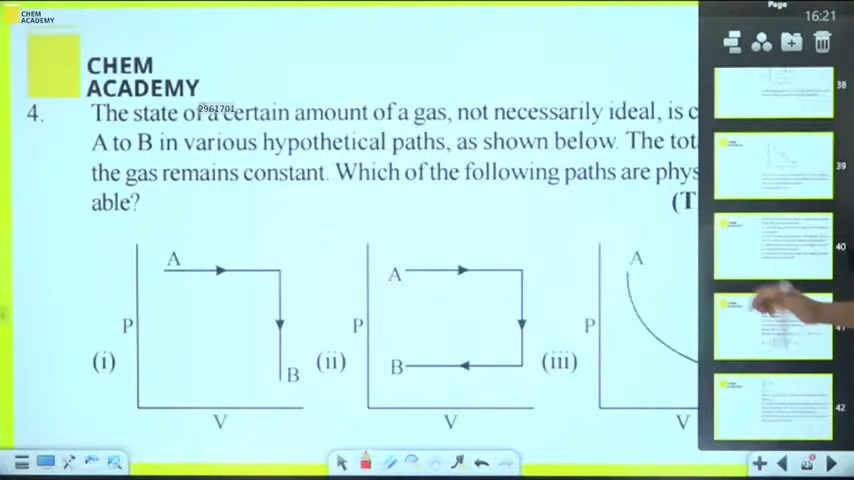 CHEM
ACADEMY
Page
16:21
CHEM
ACADEMY
2961701
4. The state of a certain amount of a gas, not necessarily ideal, is c
A to B in various hypothetical paths, as shown below. The tot
the gas remains constant. Which of the following paths are phys
able? (T
A
B
P
V
(i)
A
B
P
V
(ii)
A
P
V
(iii)
38
39
40
41
42